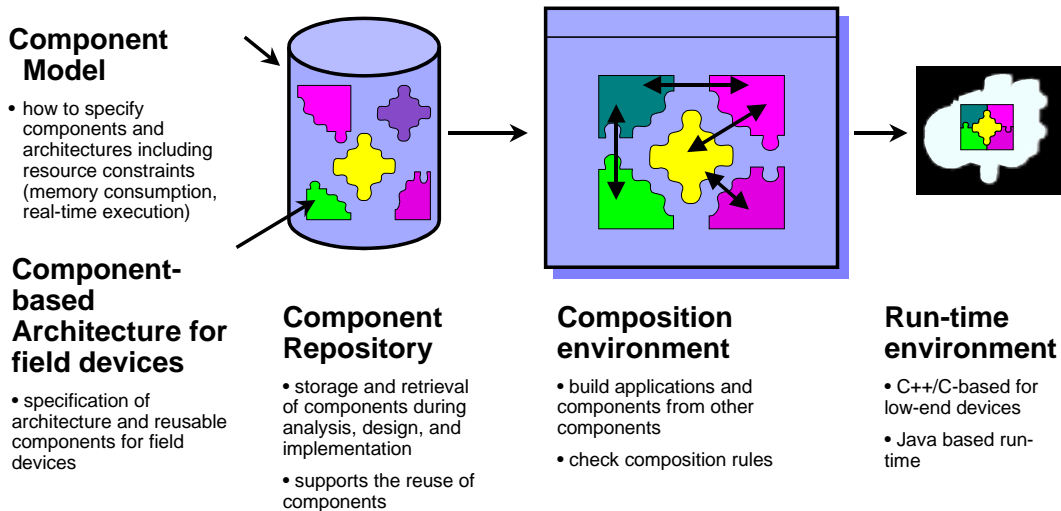 Component
Model
• how to specify
components and
architectures including
resource constraints
(memory consumption,
real-time execution)
Component-
based
Architecture for
field devices
• specification of
architecture and reusable
components for field
devices
Component
Repository
• storage and retrieval
of components during
analysis, design, and
implementation
• supports the reuse of
components
Composition
environment
• build applications and
components from other
components
• check composition rules
Run-time
environment
• C++/C-based for
low-end devices
• Java based run-
time